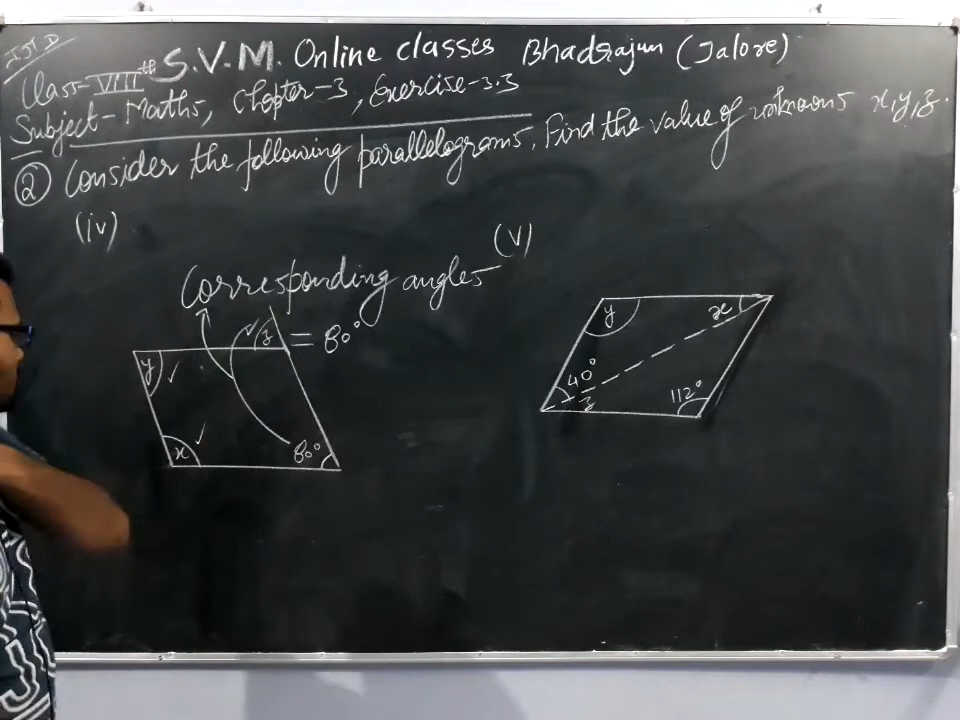 S.V.M. Online classes Bhadrajun (Jalore)
Class-VIIIth
Subject-Maths, Chapter-3, Exercise-3.3
② Consider the following parallelograms, Find the value of unknowns x,y,z.
(iv)
(v)
Corresponding angles
z = 80°
y
x
80°
y
x
40°
z
112°